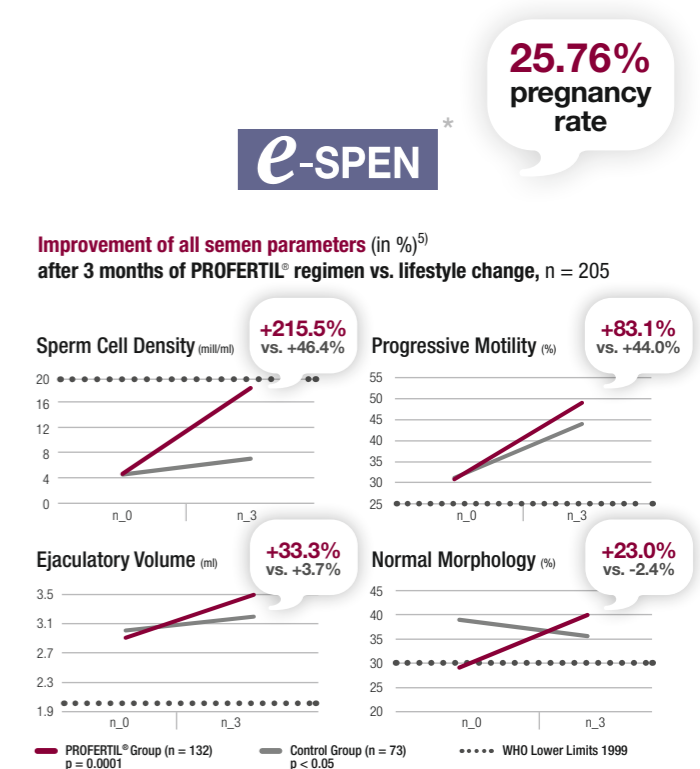 25.76%
pregnancy
rate
e-SPEN*
Improvement of all semen parameters (in %)5)
after 3 months of PROFERTIL® regimen vs. lifestyle change, n = 205
Sperm Cell Density (mill/ml)
+215.5%
vs. +46.4%
20
16
12
8
4
0
n_0
n_3
Progressive Motility (%)
+83.1%
vs. +44.0%
55
50
45
40
35
30
25
n_0
n_3
Ejaculatory Volume (ml)
+33.3%
vs. +3.7%
3.5
3.1
2.7
2.3
1.9
n_0
n_3
Normal Morphology (%)
+23.0%
vs. -2.4%
45
40
35
30
25
20
n_0
n_3
PROFERTIL® Group (n = 132)
p = 0.0001
Control Group (n = 73)
p < 0.05
WHO Lower Limits 1999